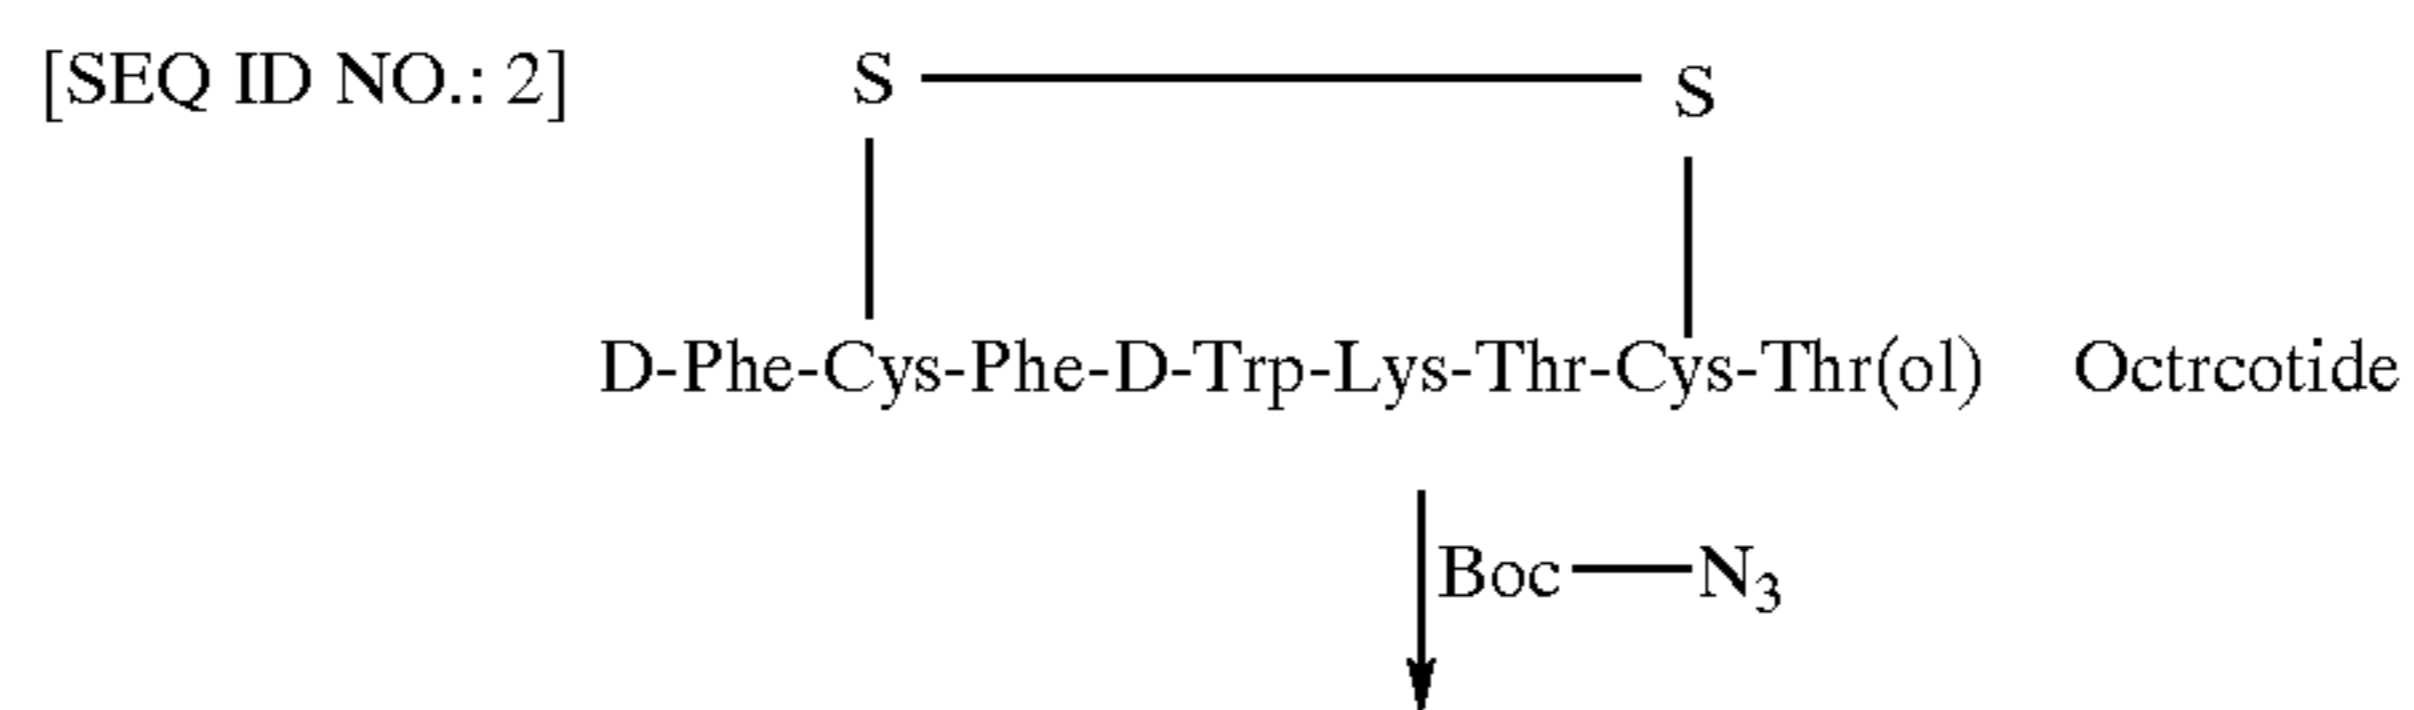 [SEQ ID NO.: 2] S S
D-Phe-Cys-Phe-D-Trp-Lys-Thr-Cys-Thr(ol) Octrcotide
Boc—N₃